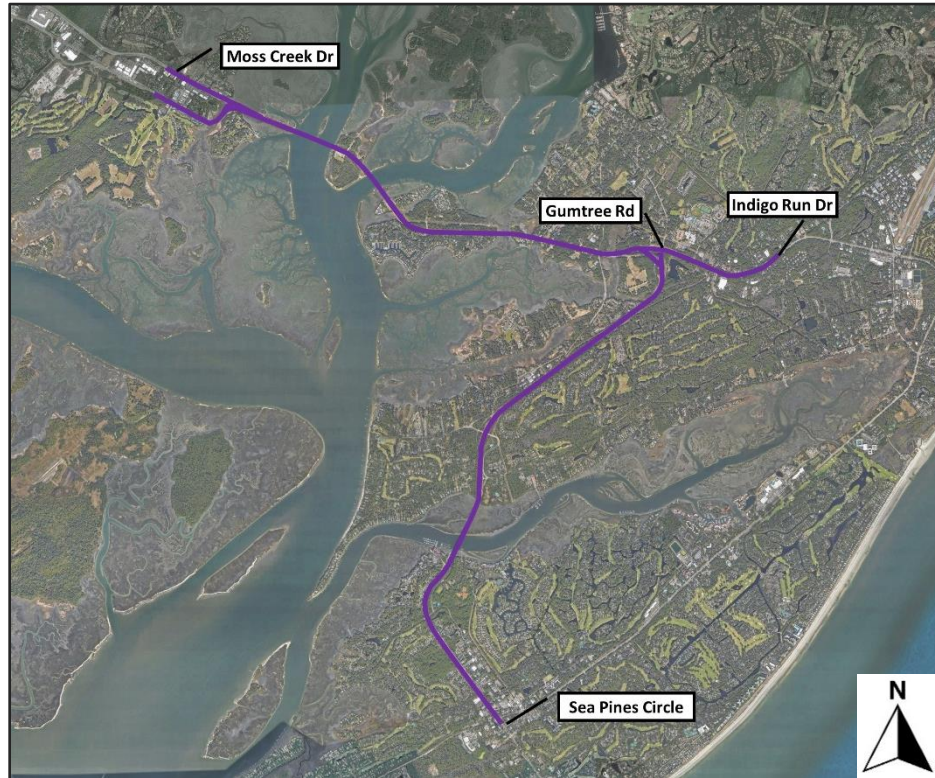 Moss Creek Dr
Gumtree Rd
Indigo Run Dr
Sea Pines Circle
N